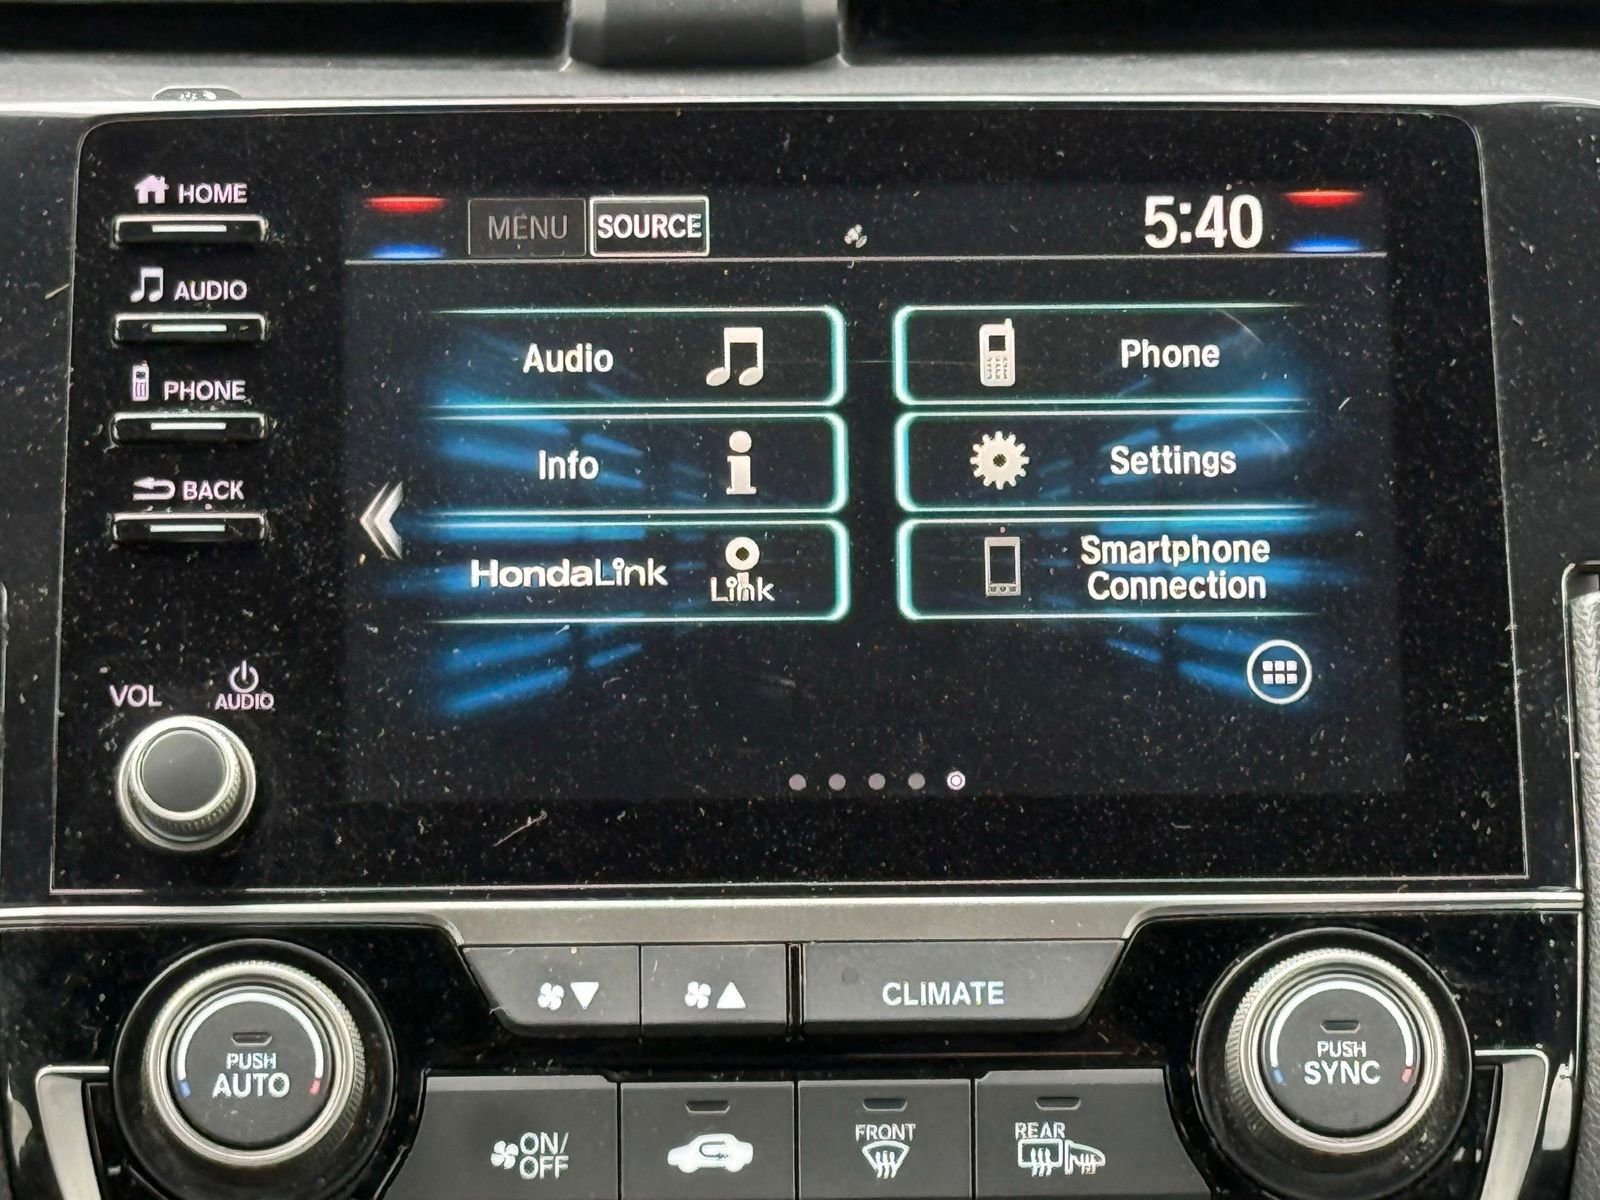 HOME
AUDIO
PHONE
BACK
VOL
AUDIO
MENU SOURCE 5:40
Audio
Phone
Info
Settings
HondaLink
Link
Smartphone
Connection
CLIMATE
PUSH
AUTO
PUSH
SYNC
ON/
OFF
FRONT
REAR